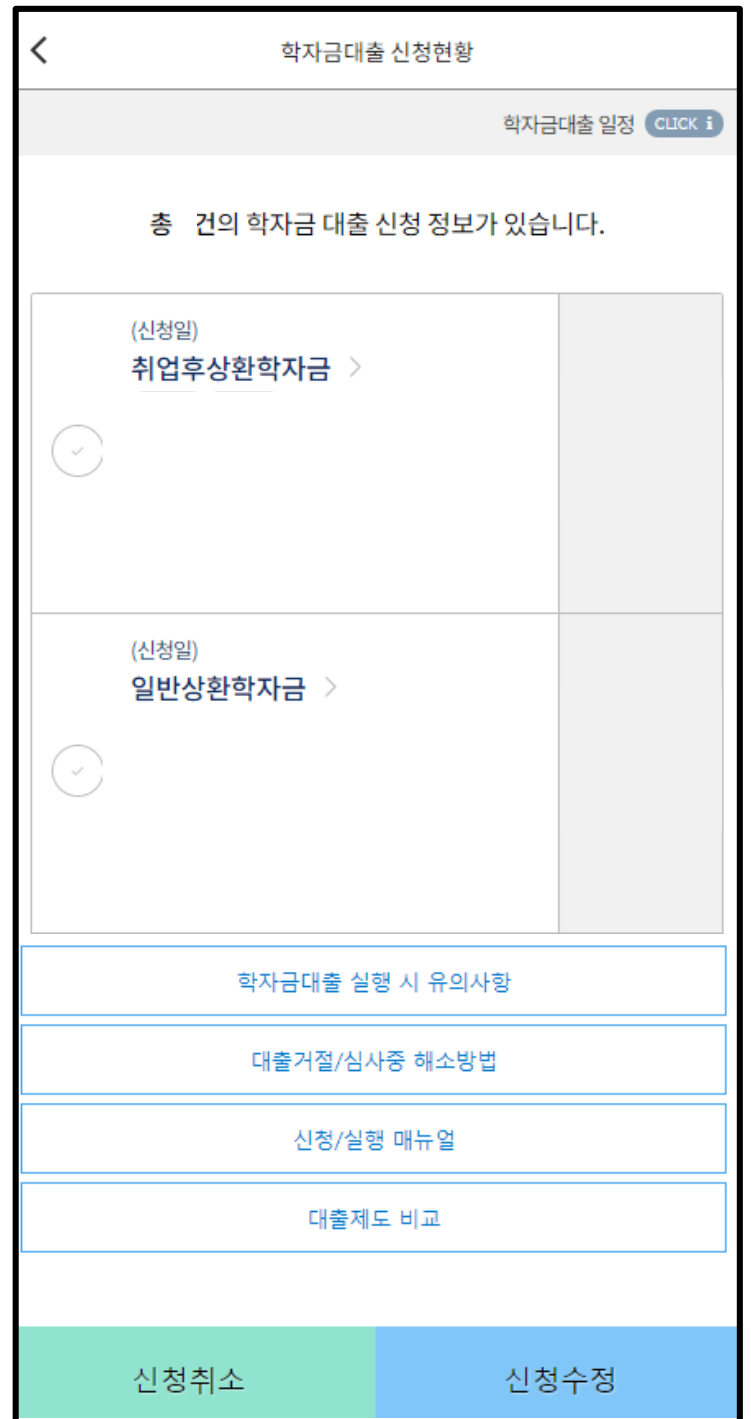 학자금대출 신청현황
학자금대출 일정 CLICK i
총 건의 학자금 대출 신청 정보가 있습니다.
(신청일)
취업후상환학자금 >
(신청일)
일반상환학자금 >
학자금대출 실행 시 유의사항
대출거절/심사중 해소방법
신청/실행 매뉴얼
대출제도 비교
신청취소
신청수정